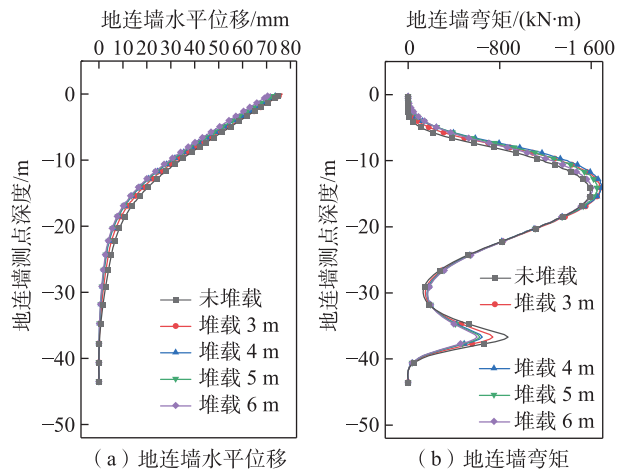 地连墙水平位移/mm
0 10 20 30 40 50 60 70 80
0
−10
−20
−30
−40
−50
地连墙测点深度/m
未堆载
堆载 3 m
堆载 4 m
堆载 5 m
堆载 6 m
（a）地连墙水平位移
地连墙弯矩/(kN·m)
0 −800 −1 600
0
−10
−20
−30
−40
−50
地连墙测点深度/m
未堆载
堆载 3 m
堆载 4 m
堆载 5 m
堆载 6 m
（b）地连墙弯矩